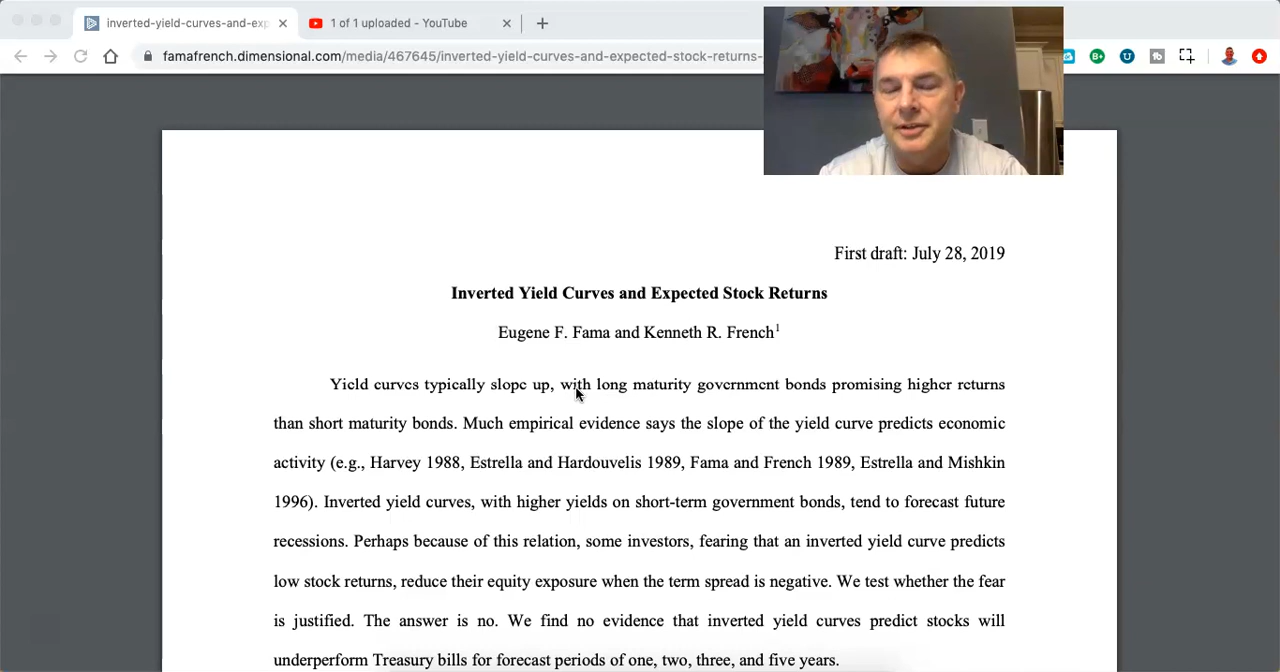 inverted-yield-curves-and-exp
1 of 1 uploaded - YouTube
famafrench.dimensional.com/media/467645/inverted-yield-curves-and-expected-stock-returns-
B+
First draft: July 28, 2019
Inverted Yield Curves and Expected Stock Returns
Eugene F. Fama and Kenneth R. French1
Yield curves typically slope up, with long maturity government bonds promising higher returns
than short maturity bonds. Much empirical evidence says the slope of the yield curve predicts economic
activity (e.g., Harvey 1988, Estrella and Hardouvelis 1989, Fama and French 1989, Estrella and Mishkin
1996). Inverted yield curves, with higher yields on short-term government bonds, tend to forecast future
recessions. Perhaps because of this relation, some investors, fearing that an inverted yield curve predicts
low stock returns, reduce their equity exposure when the term spread is negative. We test whether the fear
is justified. The answer is no. We find no evidence that inverted yield curves predict stocks will
underperform Treasury bills for forecast periods of one, two, three, and five years.